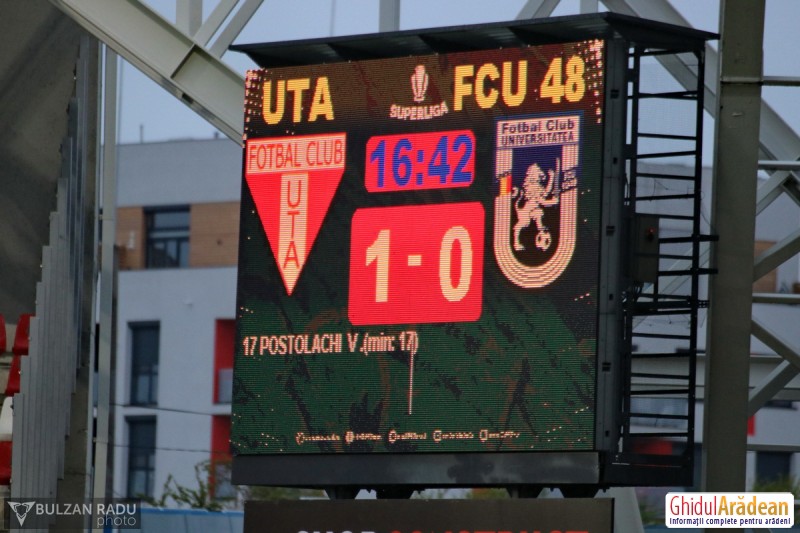 UTA
SUPERLIGA
FCU 48
FOTBAL CLUB
UTA
16:42
Fotbal Club
UNIVERSITATEA
1 - 0
17 POSTOLACHI V .(min: 17)
BULZAN RADU
photo
GhidulArădean
Informații complete pentru arădeni